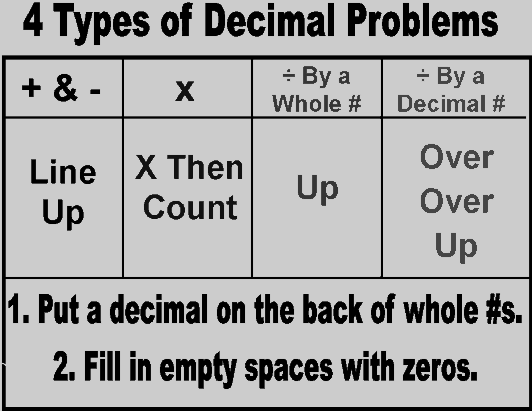 4 Types of Decimal Problems
+ & -
x
÷ By a
Whole #
÷ By a
Decimal #
Line
Up
X Then
Count
Up
Over
Over
Up
1. Put a decimal on the back of whole #s.
2. Fill in empty spaces with zeros.